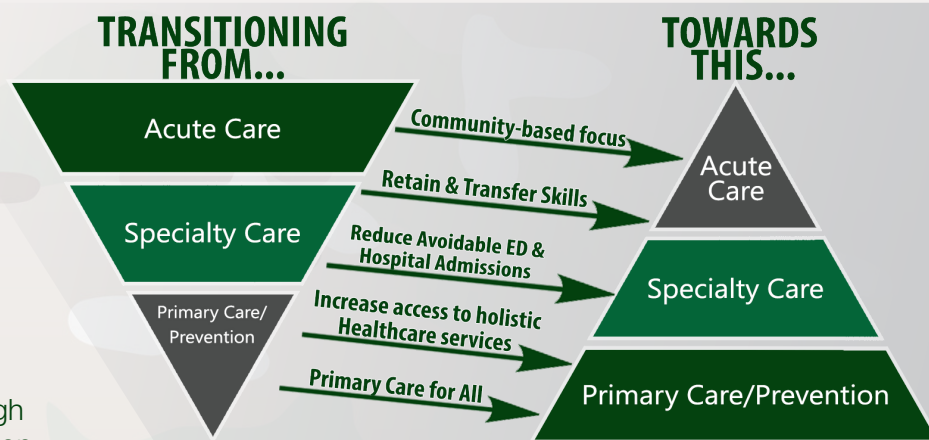 TRANSITIONING
FROM...
TOWARDS
THIS...
Acute Care
Specialty Care
Primary Care/
Prevention
Community-based focus
Retain & Transfer Skills
Reduce Avoidable ED &
Hospital Admissions
Increase access to holistic
Healthcare services
Primary Care for All
Acute
Care
Specialty Care
Primary Care/Prevention
gh